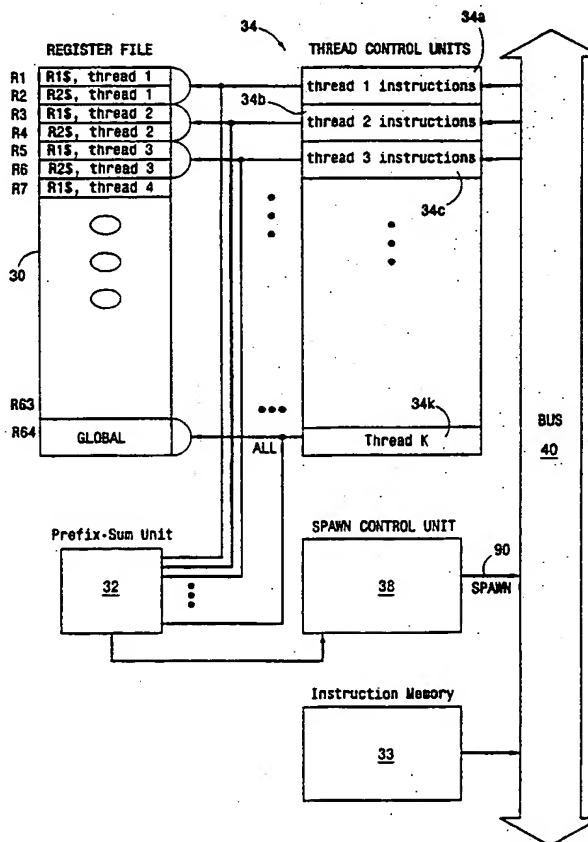 34
34a
REGISTER FILE
THREAD CONTROL UNITS
R1 R1$, thread 1
R2 R2$, thread 1
R3 R1$, thread 2
R4 R2$, thread 2
R5 R1$, thread 3
R6 R2$, thread 3
R7 R1$, thread 4
34b
thread 1 instructions
thread 2 instructions
thread 3 instructions
34c
30
R63
R64 GLOBAL
ALL
34k
Thread K
BUS
40
Prefix-Sum Unit
32
SPAWN CONTROL UNIT
38
90
SPAWN
Instruction Memory
33